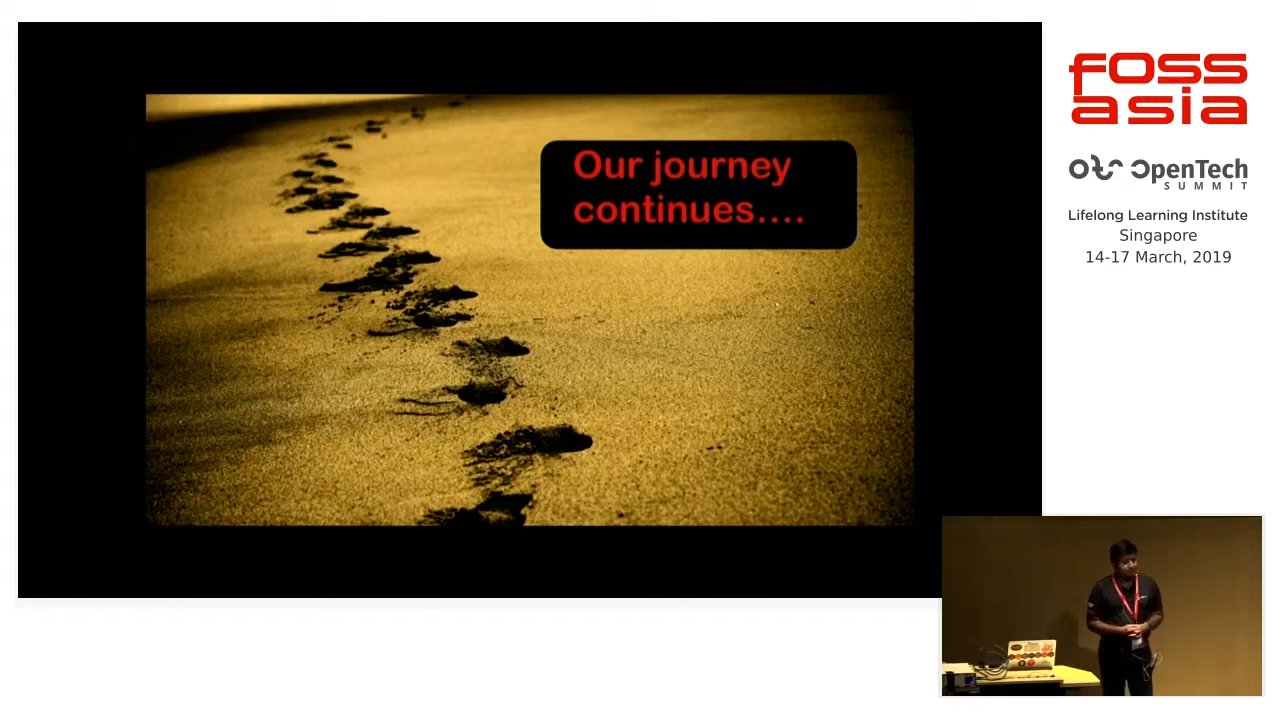 Our journey
continues....
fOSS
asia
OpenTech
SUMMIT
Lifelong Learning Institute
Singapore
14-17 March, 2019